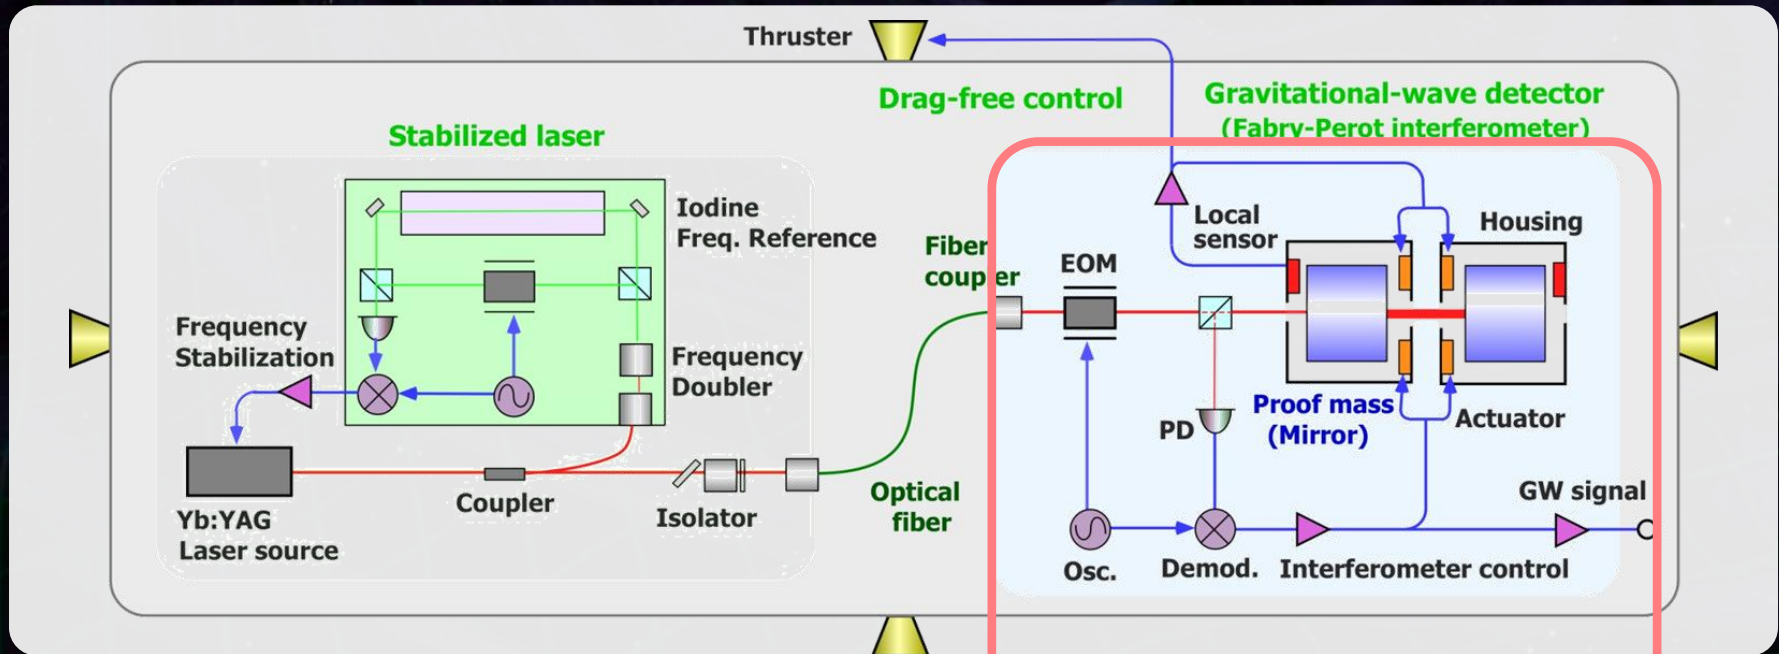 Thruster
Drag-free control
Gravitational-wave detector
(Fabry-Perot interferometer)
Stabilized laser
Iodine
Freq. Reference
Local
sensor
Housing
Fiber
coupler
EOM
Frequency
Stabilization
Frequency
Doubler
Proof mass
(Mirror)
PD
Actuator
Coupler
Optical
fiber
GW signal
Isolator
Yb:YAG
Laser source
Osc.
Demod.
Interferometer control